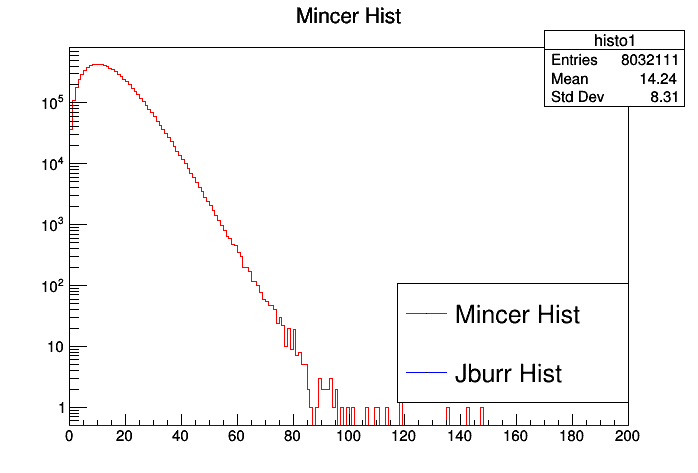 Mincer Hist
histo1
Entries 8032111
Mean 14.24
Std Dev 8.31
10^5
10^4
10^3
10^2
10
1
Mincer Hist
Jburr Hist
0 20 40 60 80 100 120 140 160 180 200